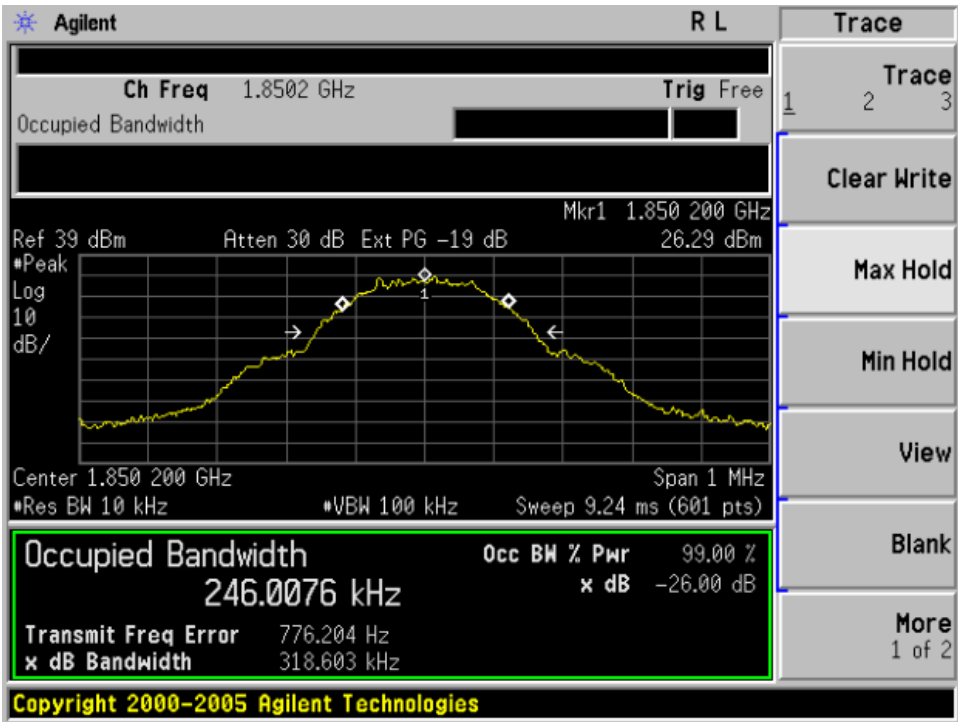 Agilent R L Trace
Ch Freq 1.8502 GHz Trig Free
Occupied Bandwidth
Trace
1 2 3
Clear Write
Max Hold
Min Hold
View
Blank
More
1 of 2
Mkr1 1.850 200 GHz
Ref 39 dBm Atten 30 dB Ext PG -19 dB 26.29 dBm
#Peak
Log
10
dB/
1
Center 1.850 200 GHz Span 1 MHz
#Res BW 10 kHz #VBW 100 kHz Sweep 9.24 ms (601 pts)
Occupied Bandwidth Occ BW % Pwr 99.00 %
246.0076 kHz x dB -26.00 dB
Transmit Freq Error 776.204 Hz
x dB Bandwidth 318.603 kHz
Copyright 2000-2005 Agilent Technologies